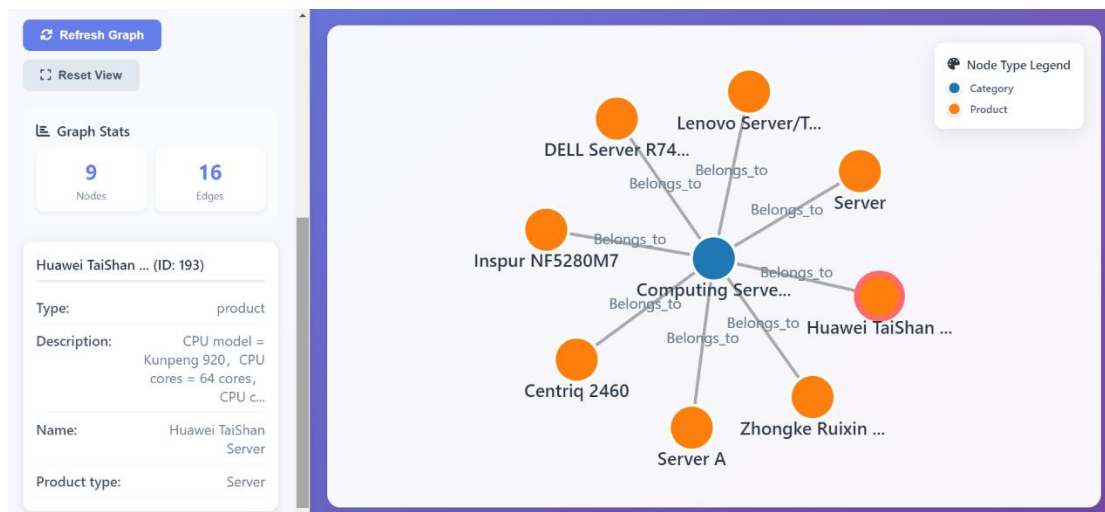 Refresh Graph
Reset View
Graph Stats
9
Nodes
16
Edges
Huawei TaiShan ... (ID: 193)
Type: product
Description: CPU model =
Kunpeng 920, CPU
cores = 64 cores,
CPU c...
Name: Huawei TaiShan
Server
Product type: Server
Node Type Legend
Category
Product
Lenovo Server/T...
DELL Server R74...
Belongs_to
Belongs_to
Server
Belongs_to
Belongs_to
Inspur NF5280M7
Belongs_to
Computing Serve...
Belongs_to
Belongs_to
Huawei TaiShan ...
Belongs_to
Centriq 2460
Zhongke Ruixin ...
Server A